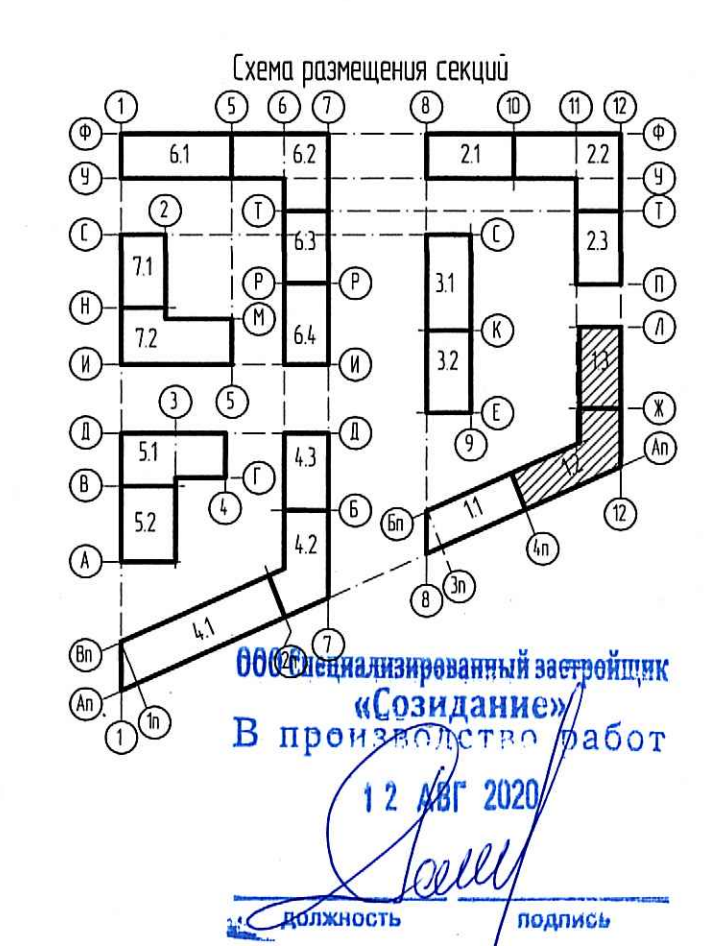 Схема размещения секций
1 5 6 7 8 10 11 12
Ф 6.1 6.2 2.1 2.2 Ф
У У
2 Т Т
С 7.1 6.3 С 2.3
Р Р П
Н М 3.1 Л
7.2 6.4 К 1.3
И И 3.2
3 5 Е Ж
Д 5.1 4.3 Д 9 1.2 Ап
В Г
5.2 4 Б Бп 1.1 12
4.2 4п
А 8 3п
4.1
Вп 7
2п
Ап 1п
1
ООО Специализированный застройщик
«Созидание»
В производство работ
12 АВГ 2020
должность подпись